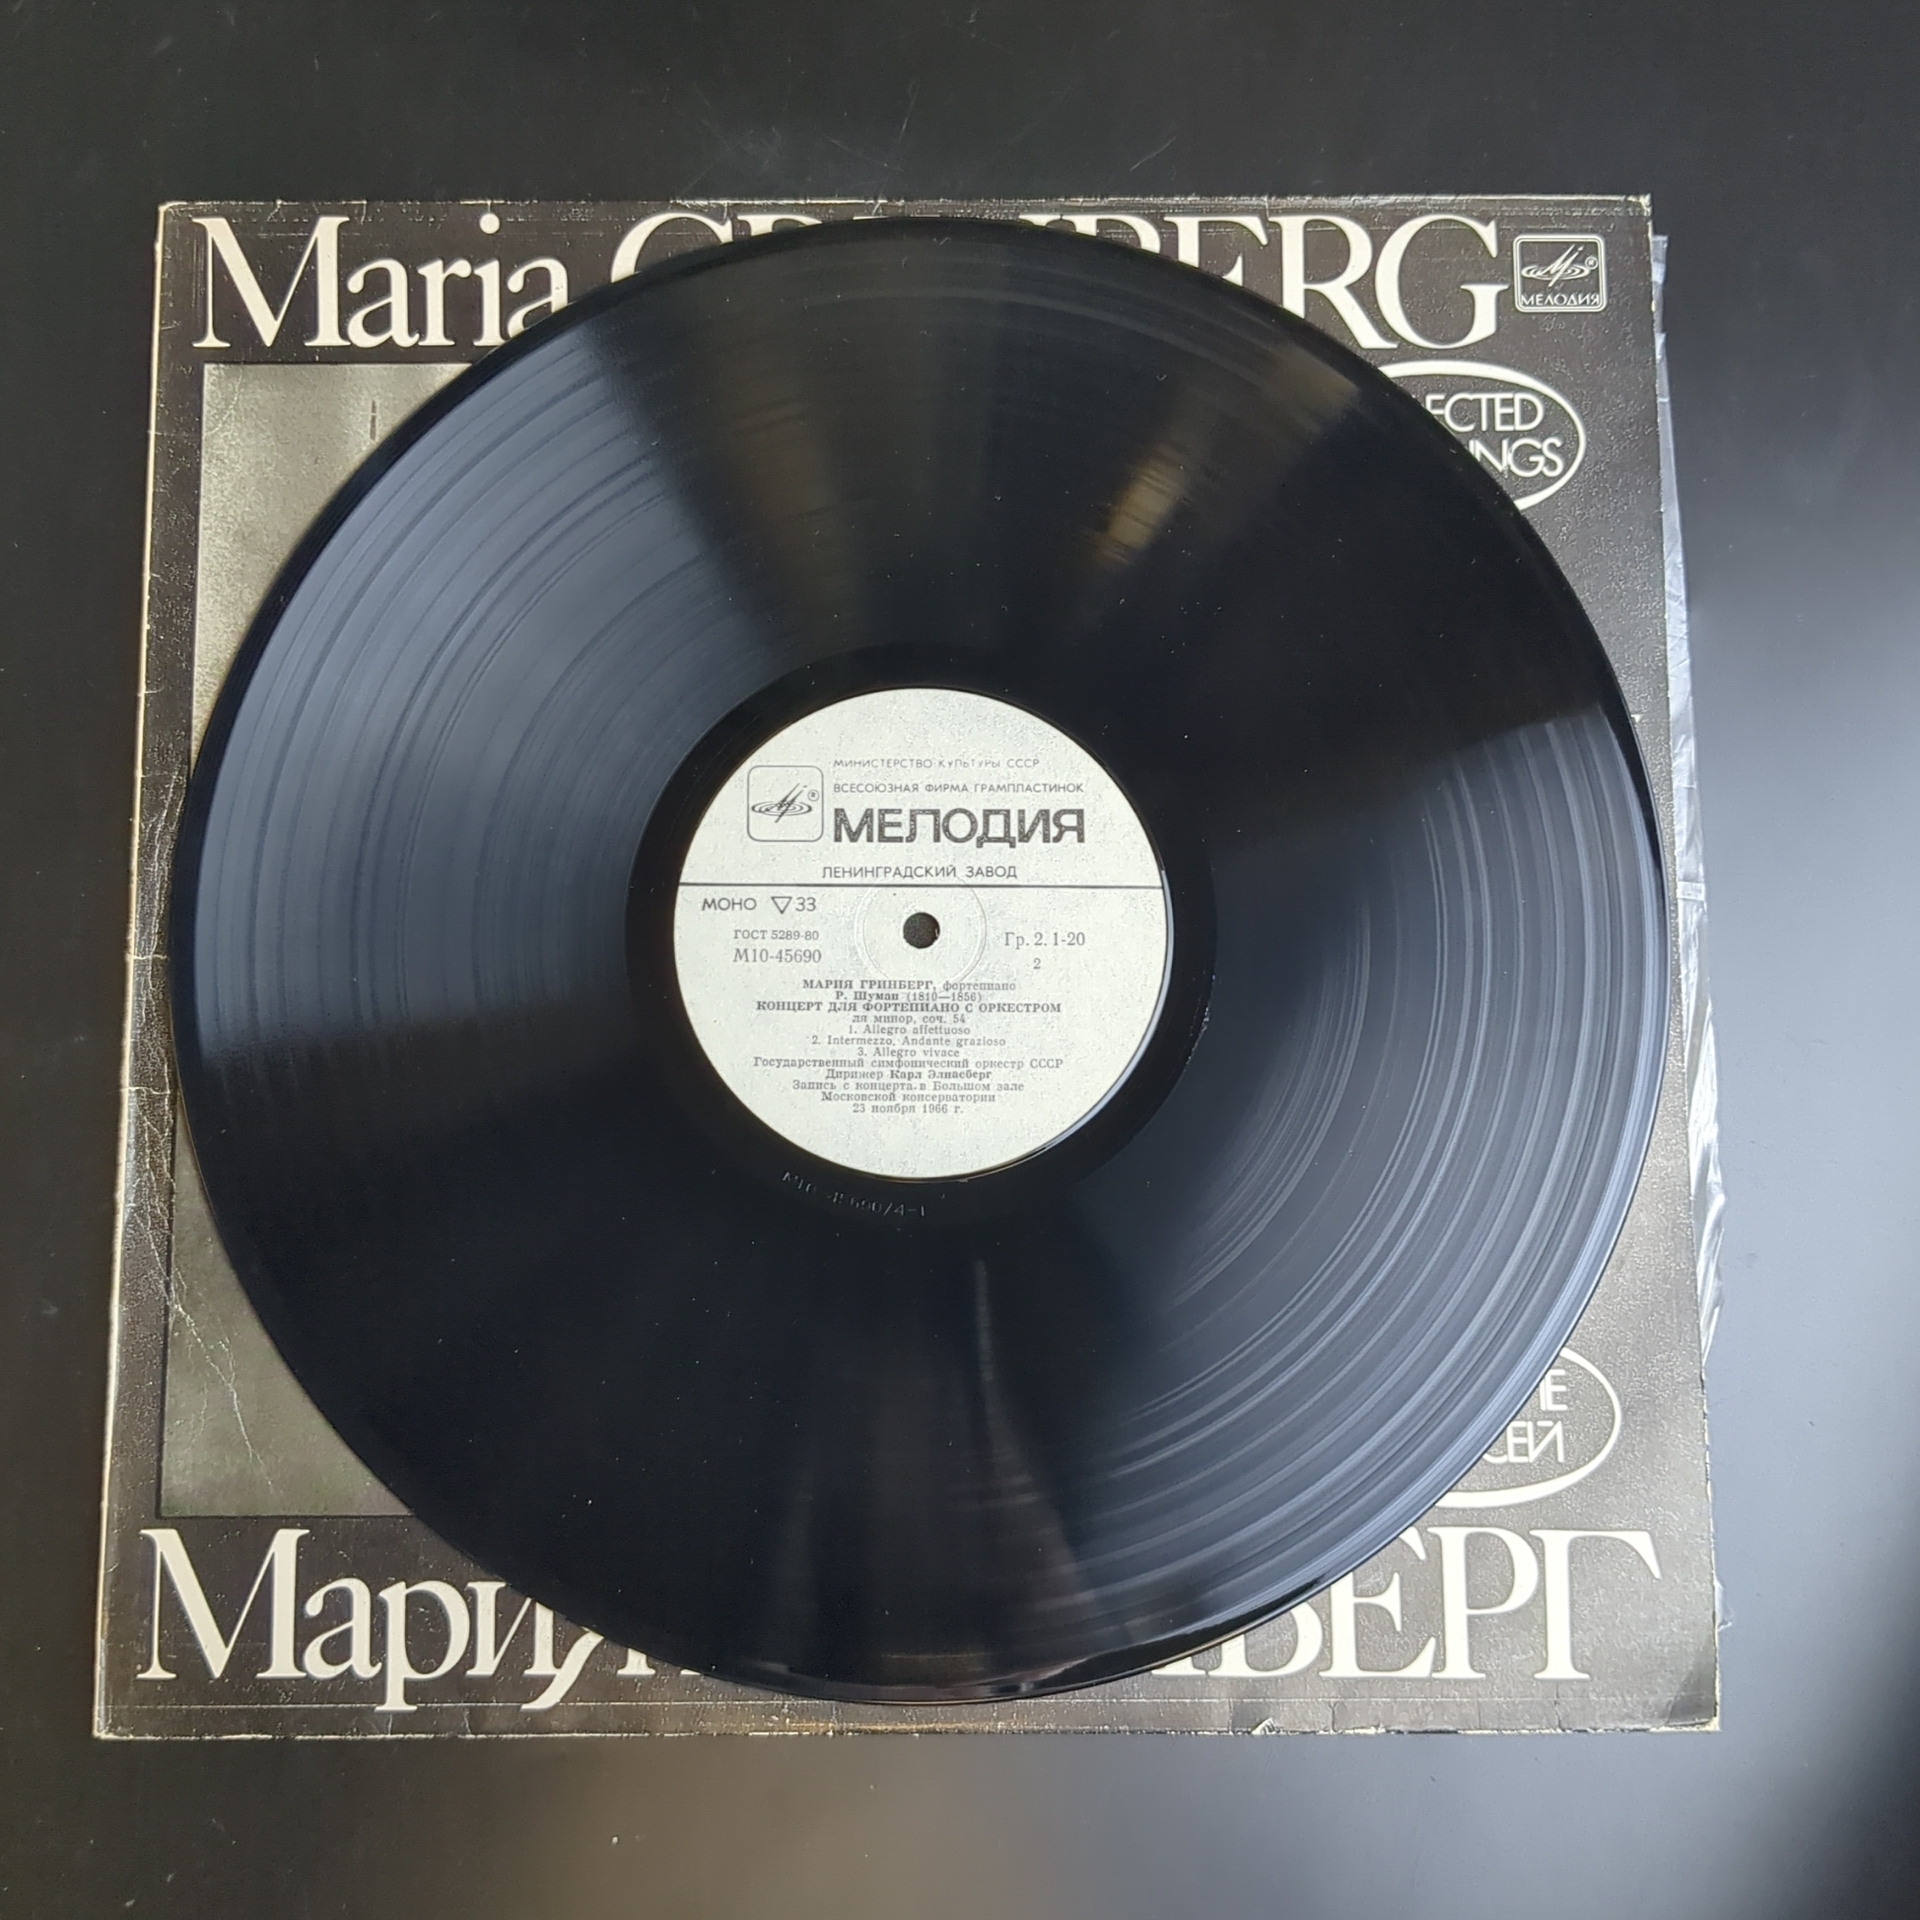 Maria
BERG
МЕЛОДИЯ
ECTED
NGS
МИНИСТЕРСТВО КУЛЬТУРЫ СССР
ВСЕСОЮЗНАЯ ФИРМА ГРАМПЛАСТИНОК
МЕЛОДИЯ
ЛЕНИНГРАДСКИЙ ЗАВОД
МОНО 33
ГОСТ 5289-80
М10-45690
Гр. 2. 1-20
2
МАРИЯ ГРИНБЕРГ, фортепиано
Р. Шуман (1810—1856)
КОНЦЕРТ ДЛЯ ФОРТЕПИАНО С ОРКЕСТРОМ
ля минор, соч. 54
1. Allegro affettuoso
2. Intermezzo, Andante grazioso
3. Allegro vivace
Государственный симфонический оркестр СССР
Дирижер Карл Элиасберг
Запись с концерта в Большом зале
Московской консерватории
23 ноября 1966 г.
СЕЙ
Мария
БЕРГ